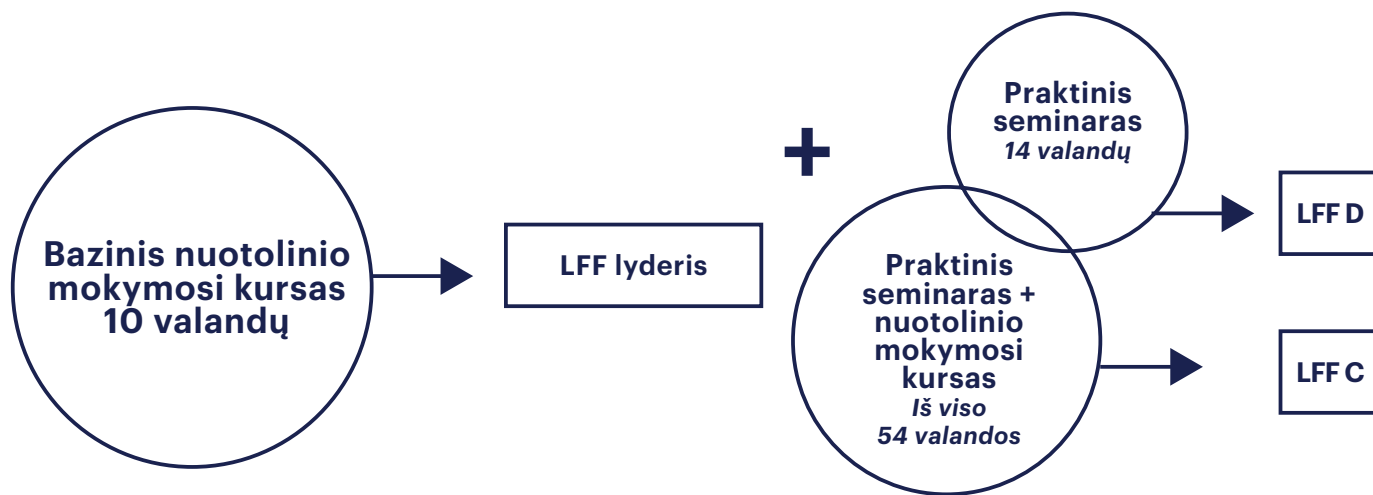 Bazinis nuotolinio
mokymosi kursas
10 valandų
LFF lyderis
+
Praktinis
seminaras
14 valandų
LFF D
Praktinis
seminaras +
nuotolinio
mokymosi
kursas
Iš viso
54 valandos
LFF C